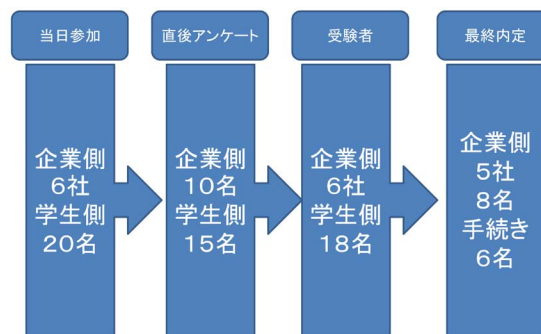 当日参加
直後アンケート
受験者
最終内定
企業側
6社
学生側
20名
企業側
10名
学生側
15名
企業側
6社
学生側
18名
企業側
5社
8名
手続き
6名